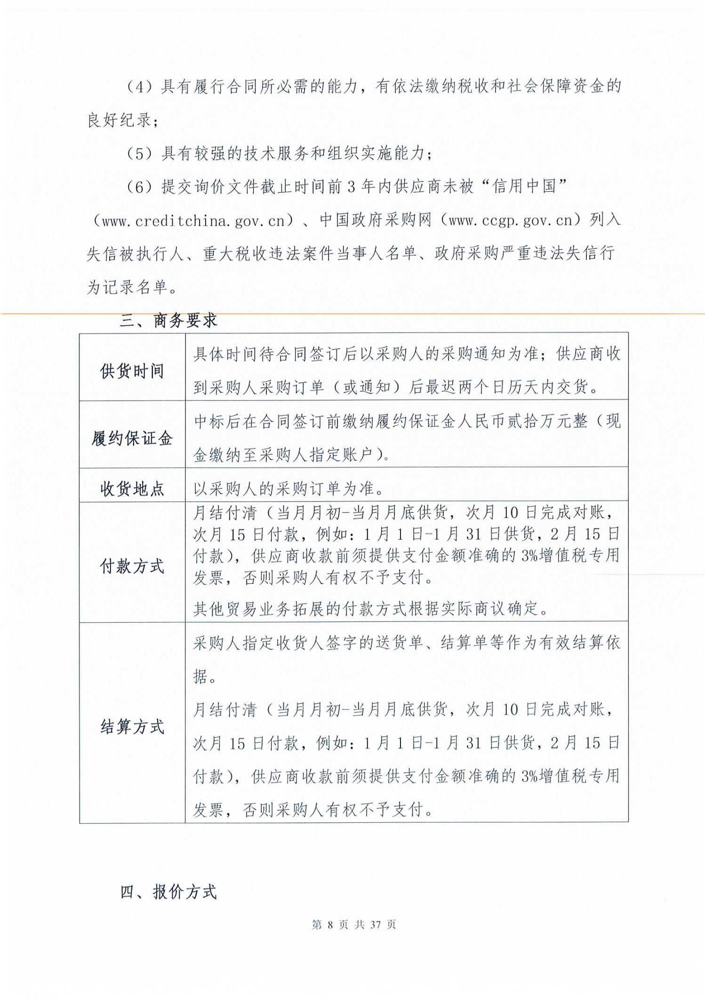 （4）具有履行合同所必需的能力，有依法缴纳税收和社会保障资金的
良好纪录；
（5）具有较强的技术服务和组织实施能力；
（6）提交询价文件截止时间前 3 年内供应商未被“信用中国”
（www.creditchina.gov.cn）、中国政府采购网（www.ccgp.gov.cn）列入
失信被执行人、重大税收违法案件当事人名单、政府采购严重违法失信行
为记录名单。
三、商务要求
供货时间
具体时间待合同签订后以采购人的采购通知为准；供应商收
到采购人采购订单（或通知）后最迟两个日历天内交货。
履约保证金
中标后在合同签订前缴纳履约保证金人民币贰拾万元整（现
金缴纳至采购人指定账户）。
收货地点
以采购人的采购订单为准。
付款方式
月结付清（当月月初-当月月底供货，次月 10 日完成对账，
次月 15 日付款，例如：1 月 1 日-1 月 31 日供货，2 月 15 日
付款），供应商收款前须提供支付金额准确的 3%增值税专用
发票，否则采购人有权不予支付。
其他贸易业务拓展的付款方式根据实际商议确定。
结算方式
采购人指定收货人签字的送货单、结算单等作为有效结算依
据。
月结付清（当月月初-当月月底供货，次月 10 日完成对账，
次月 15 日付款，例如：1 月 1 日-1 月 31 日供货，2 月 15 日
付款），供应商收款前须提供支付金额准确的 3%增值税专用
发票，否则采购人有权不予支付。
四、报价方式
第 8 页 共 37 页